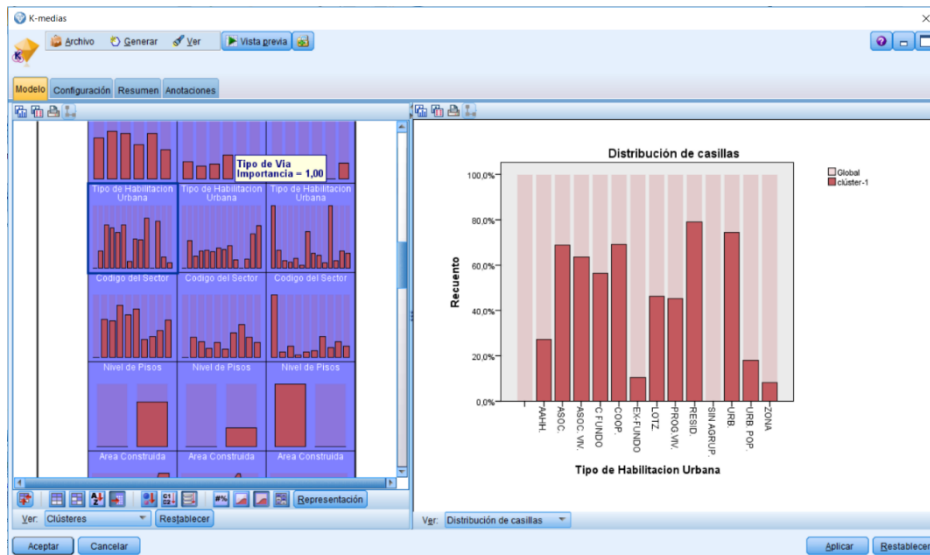 K-medias
Archivo Generar Ver Vista previa
Modelo Configuración Resumen Anotaciones
Tipo de Via
Importancia = 1,00
Tipo de Habilitacion Urbana Tipo de Habilitacion Urbana Tipo de Habilitacion Urbana
Codigo del Sector Codigo del Sector Codigo del Sector
Nivel de Pisos Nivel de Pisos Nivel de Pisos
Area Construida Area Construida Area Construida
Representación
Ver: Clústeres Restablecer
Distribución de casillas
Global
clúster-1
100,0%
80,0%
60,0%
40,0%
20,0%
0,0%
Recuento
AAHH.
ASOC.
ASOC. VIV.
C FUNDO
COOP.
EX-FUNDO
LOTZ.
PROG.VIV.
RESID.
SIN AGRUP.
URB.
URB. POP.
ZONA
Tipo de Habilitacion Urbana
Ver: Distribución de casillas
Aceptar Cancelar Aplicar Restablecer